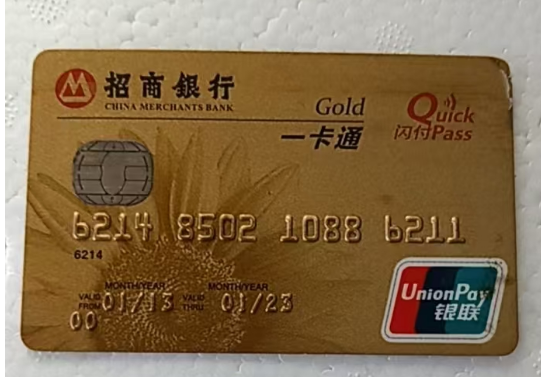 招商銀行
CHINA MERCHANTS BANK
Gold
一卡通
Quick
闪付Pass
6214 8502 1088 6211
6214
MONTH/YEAR MONTH/YEAR
VALID FROM 01/13 VALID THRU 01/23
00
UnionPay
银联